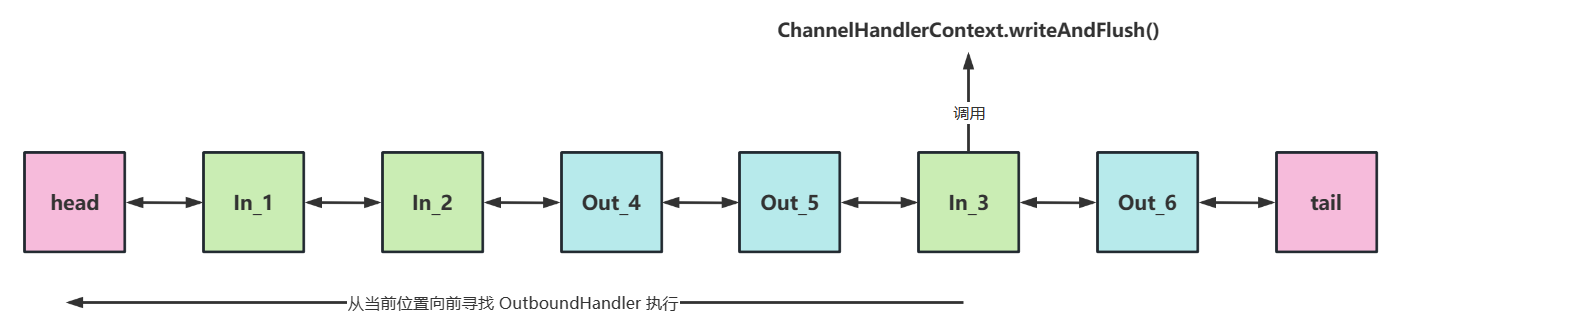 ChannelHandlerContext.writeAndFlush()
调用
head
In_1
In_2
Out_4
Out_5
In_3
Out_6
tail
从当前位置向前寻找 OutboundHandler 执行